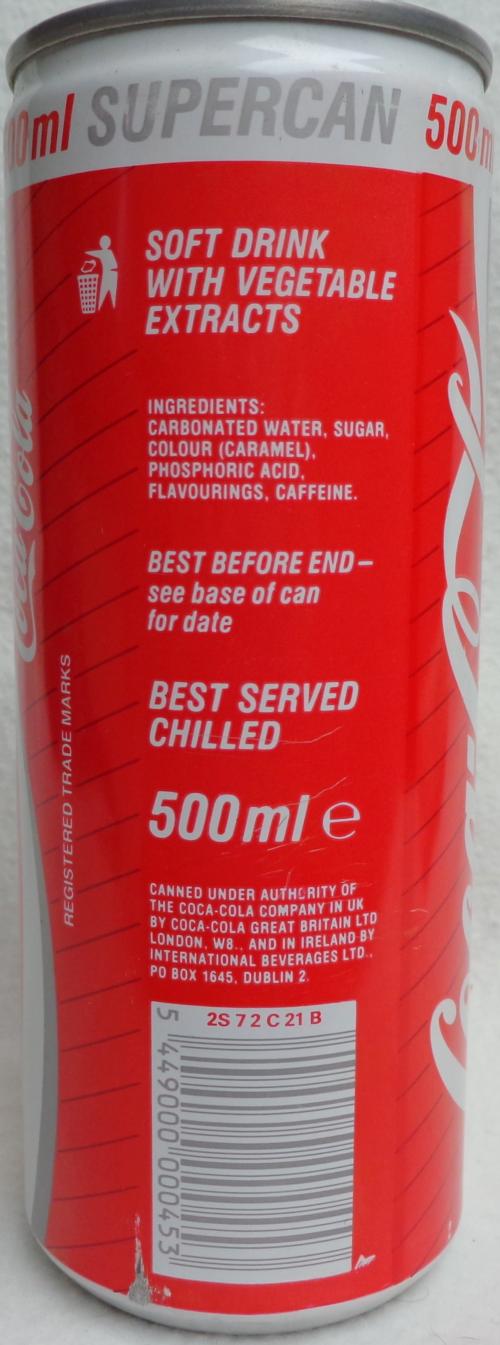 ml SUPERCAN 500m
SOFT DRINK
WITH VEGETABLE
EXTRACTS
INGREDIENTS:
CARBONATED WATER, SUGAR,
COLOUR (CARAMEL),
PHOSPHORIC ACID,
FLAVOURINGS, CAFFEINE.
BEST BEFORE END–
see base of can
for date
BEST SERVED
CHILLED
500ml ℮
CANNED UNDER AUTHORITY OF
THE COCA-COLA COMPANY IN UK
BY COCA-COLA GREAT BRITAIN LTD
LONDON, W8., AND IN IRELAND BY
INTERNATIONAL BEVERAGES LTD.,
PO BOX 1645, DUBLIN 2.
2S 7 2 C 21 B
5 449000 000453
Coca-Cola
REGISTERED TRADE MARKS